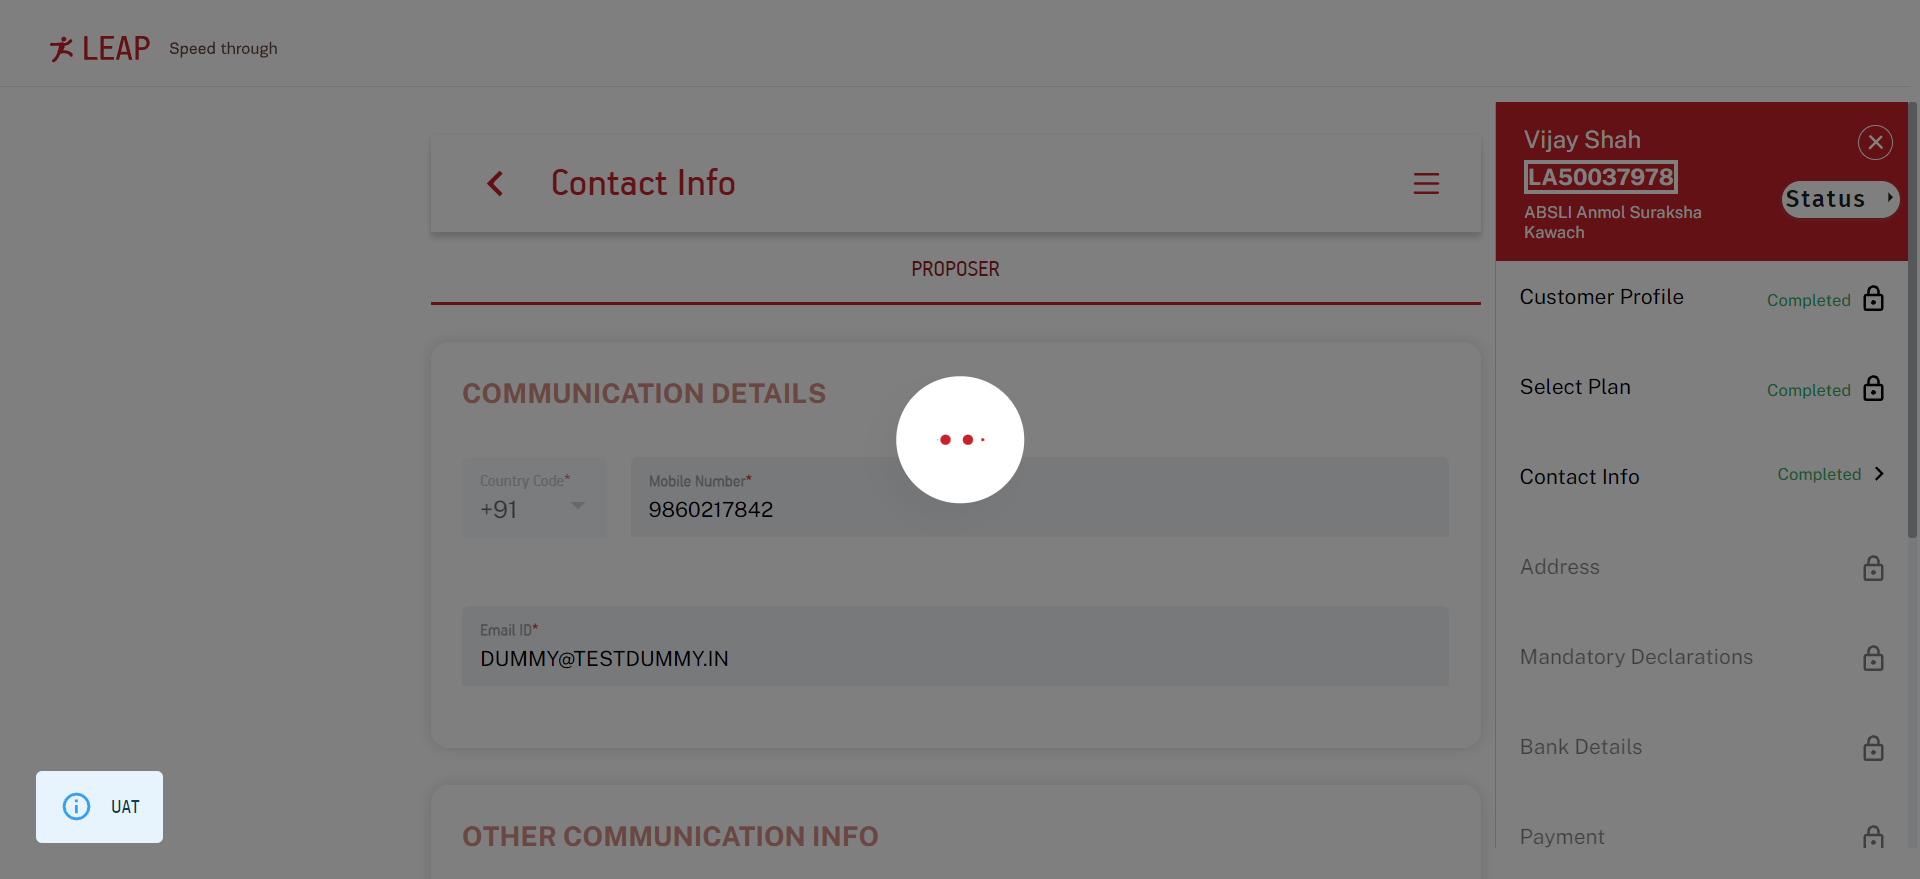 LEAP Speed through
Contact Info
PROPOSER
COMMUNICATION DETAILS
Country Code*
+91
Mobile Number*
9860217842
Email ID*
DUMMY@TESTDUMMY.IN
OTHER COMMUNICATION INFO
UAT
Vijay Shah
LA50037978
ABSLI Anmol Suraksha
Kawach
Status
Customer Profile Completed
Select Plan Completed
Contact Info Completed
Address
Mandatory Declarations
Bank Details
Payment